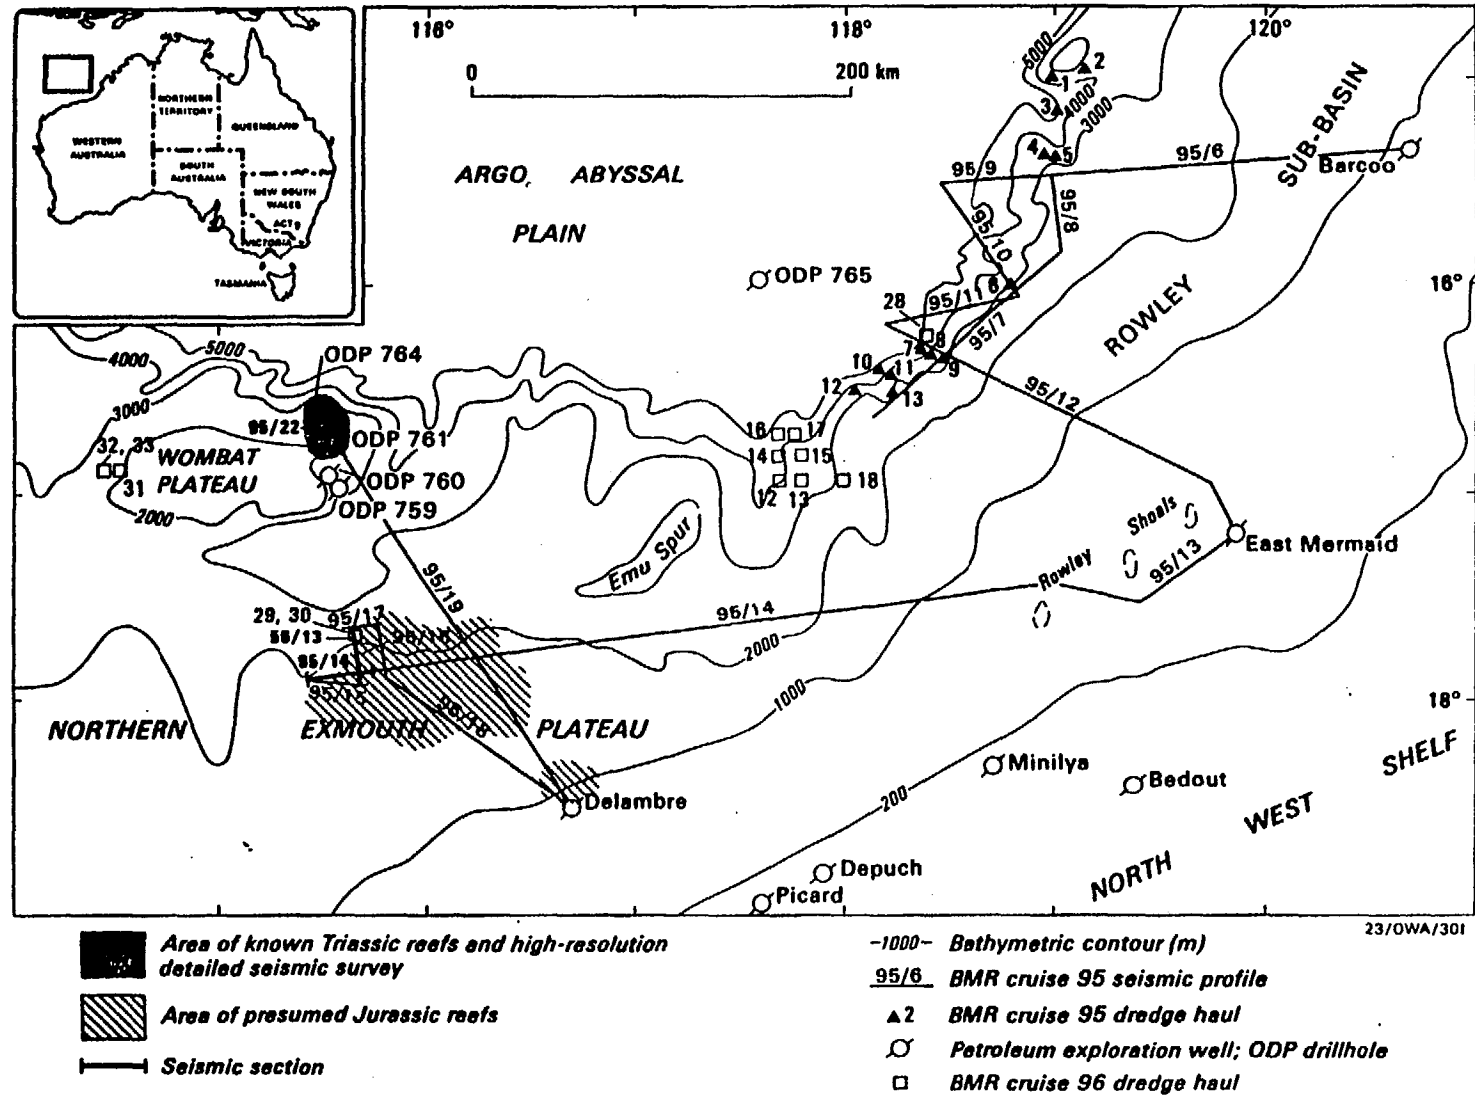 116°
118°
120°
0
200 km
NORTHERN
TERRITORY
QUEENSLAND
WESTERN
AUSTRALIA
SOUTH
AUSTRALIA
NEW SOUTH
WALES
ACT
VICTORIA
TASMANIA
5000
1
2
3
4000
3000
4
5
95/9
95/6
Barcoo
SUB-BASIN
95/8
95/10
ARGO ABYSSAL
PLAIN
ODP 765
16°
28
95/11
6
95/7
ROWLEY
7
8
9
10
11
12
13
95/12
4000
5000
ODP 764
3000
95/22
ODP 761
32, 33
WOMBAT
PLATEAU
31
ODP 760
ODP 759
2000
16
17
14
15
12
13
18
Emu Spur
Rowley
Shoals
East Mermaid
95/13
95/19
29, 30
95/17
95/14
95/14
2000
1000
95/18
18°
NORTHERN
EXMOUTH
PLATEAU
Delambre
Minilya
Bedout
200
Depuch
Picard
NORTH
WEST
SHELF
23/OWA/301
Area of known Triassic reefs and high-resolution
detailed seismic survey
Area of presumed Jurassic reefs
Seismic section
-1000- Bathymetric contour (m)
95/6 BMR cruise 95 seismic profile
2 BMR cruise 95 dredge haul
Petroleum exploration well; ODP drillhole
BMR cruise 96 dredge haul